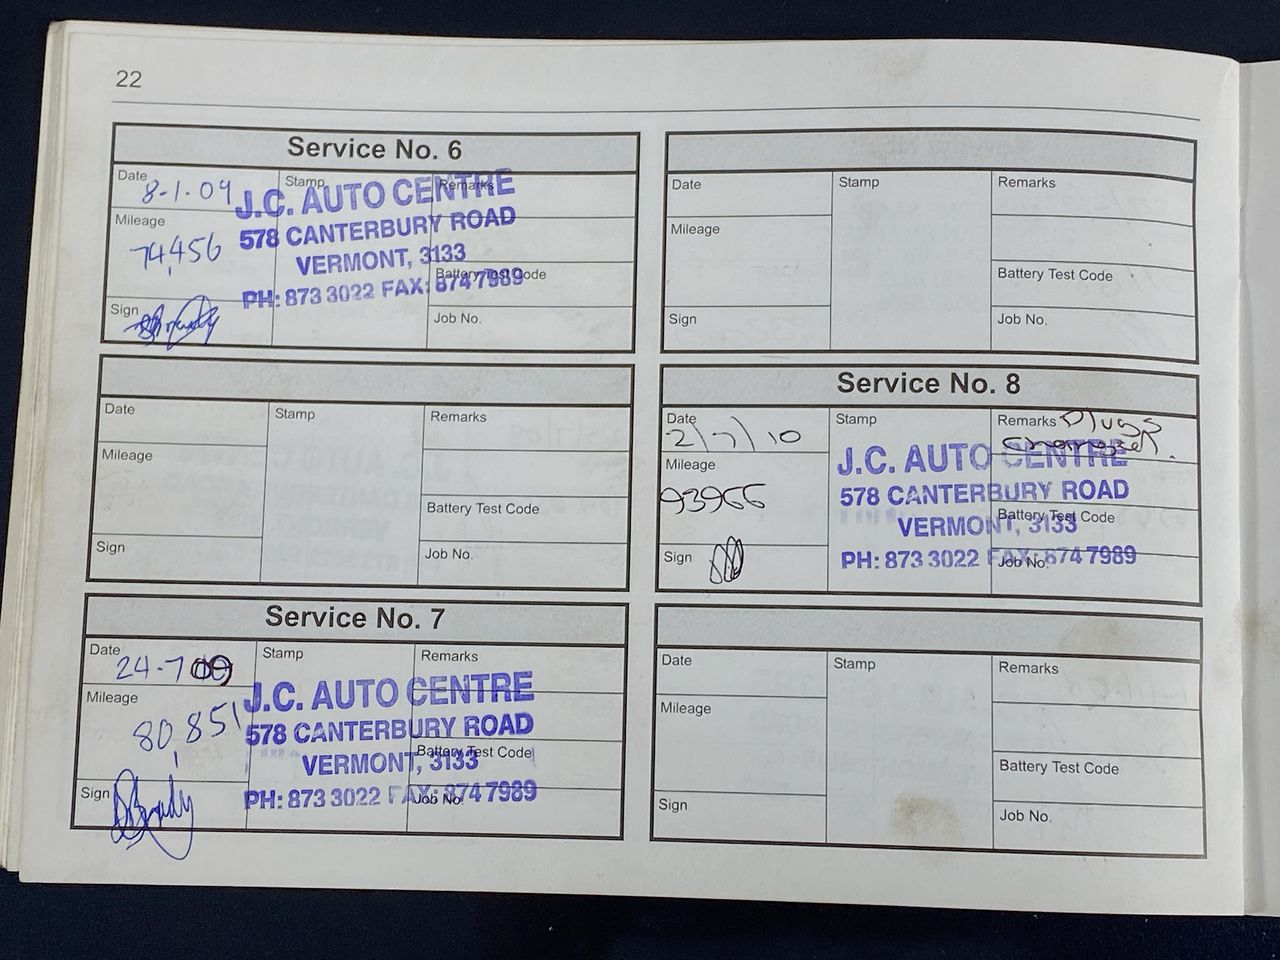 22
Service No. 6
Date 8-1-09
Stamp
Remarks
J.C. AUTO CENTRE
578 CANTERBURY ROAD
VERMONT, 3133
PH: 873 3022 FAX: 874 7989
Mileage
74,456
Battery Test Code
Sign
Job No.
Date
Stamp
Remarks
Mileage
Battery Test Code
Sign
Job No.
Service No. 7
Date
24-7 09
Stamp
Remarks
J.C. AUTO CENTRE
578 CANTERBURY ROAD
VERMONT, 3133
PH: 873 3022 FAX: 874 7989
Mileage
80,851
Battery Test Code
Sign
Job No.
Date
Stamp
Remarks
Mileage
Battery Test Code
Sign
Job No.
Service No. 8
Date
2/7/10
Stamp
Remarks Plugs
J.C. AUTO CENTRE
578 CANTERBURY ROAD
VERMONT, 3133
PH: 873 3022 FAX: 874 7989
Mileage
93966
Battery Test Code
Sign
Job No.
Date
Stamp
Remarks
Mileage
Battery Test Code
Sign
Job No.